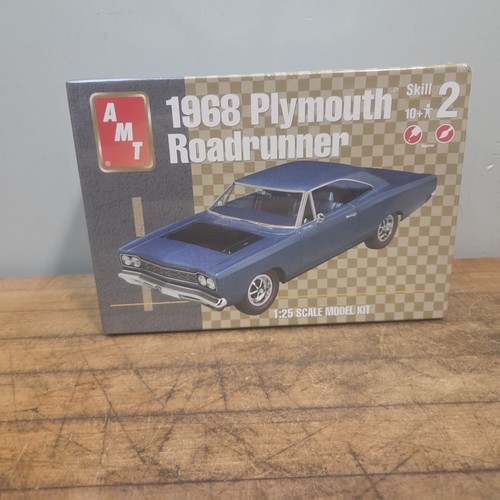 AMT
1968 Plymouth
Roadrunner
Skill 2
10+
1:25 SCALE MODEL KIT